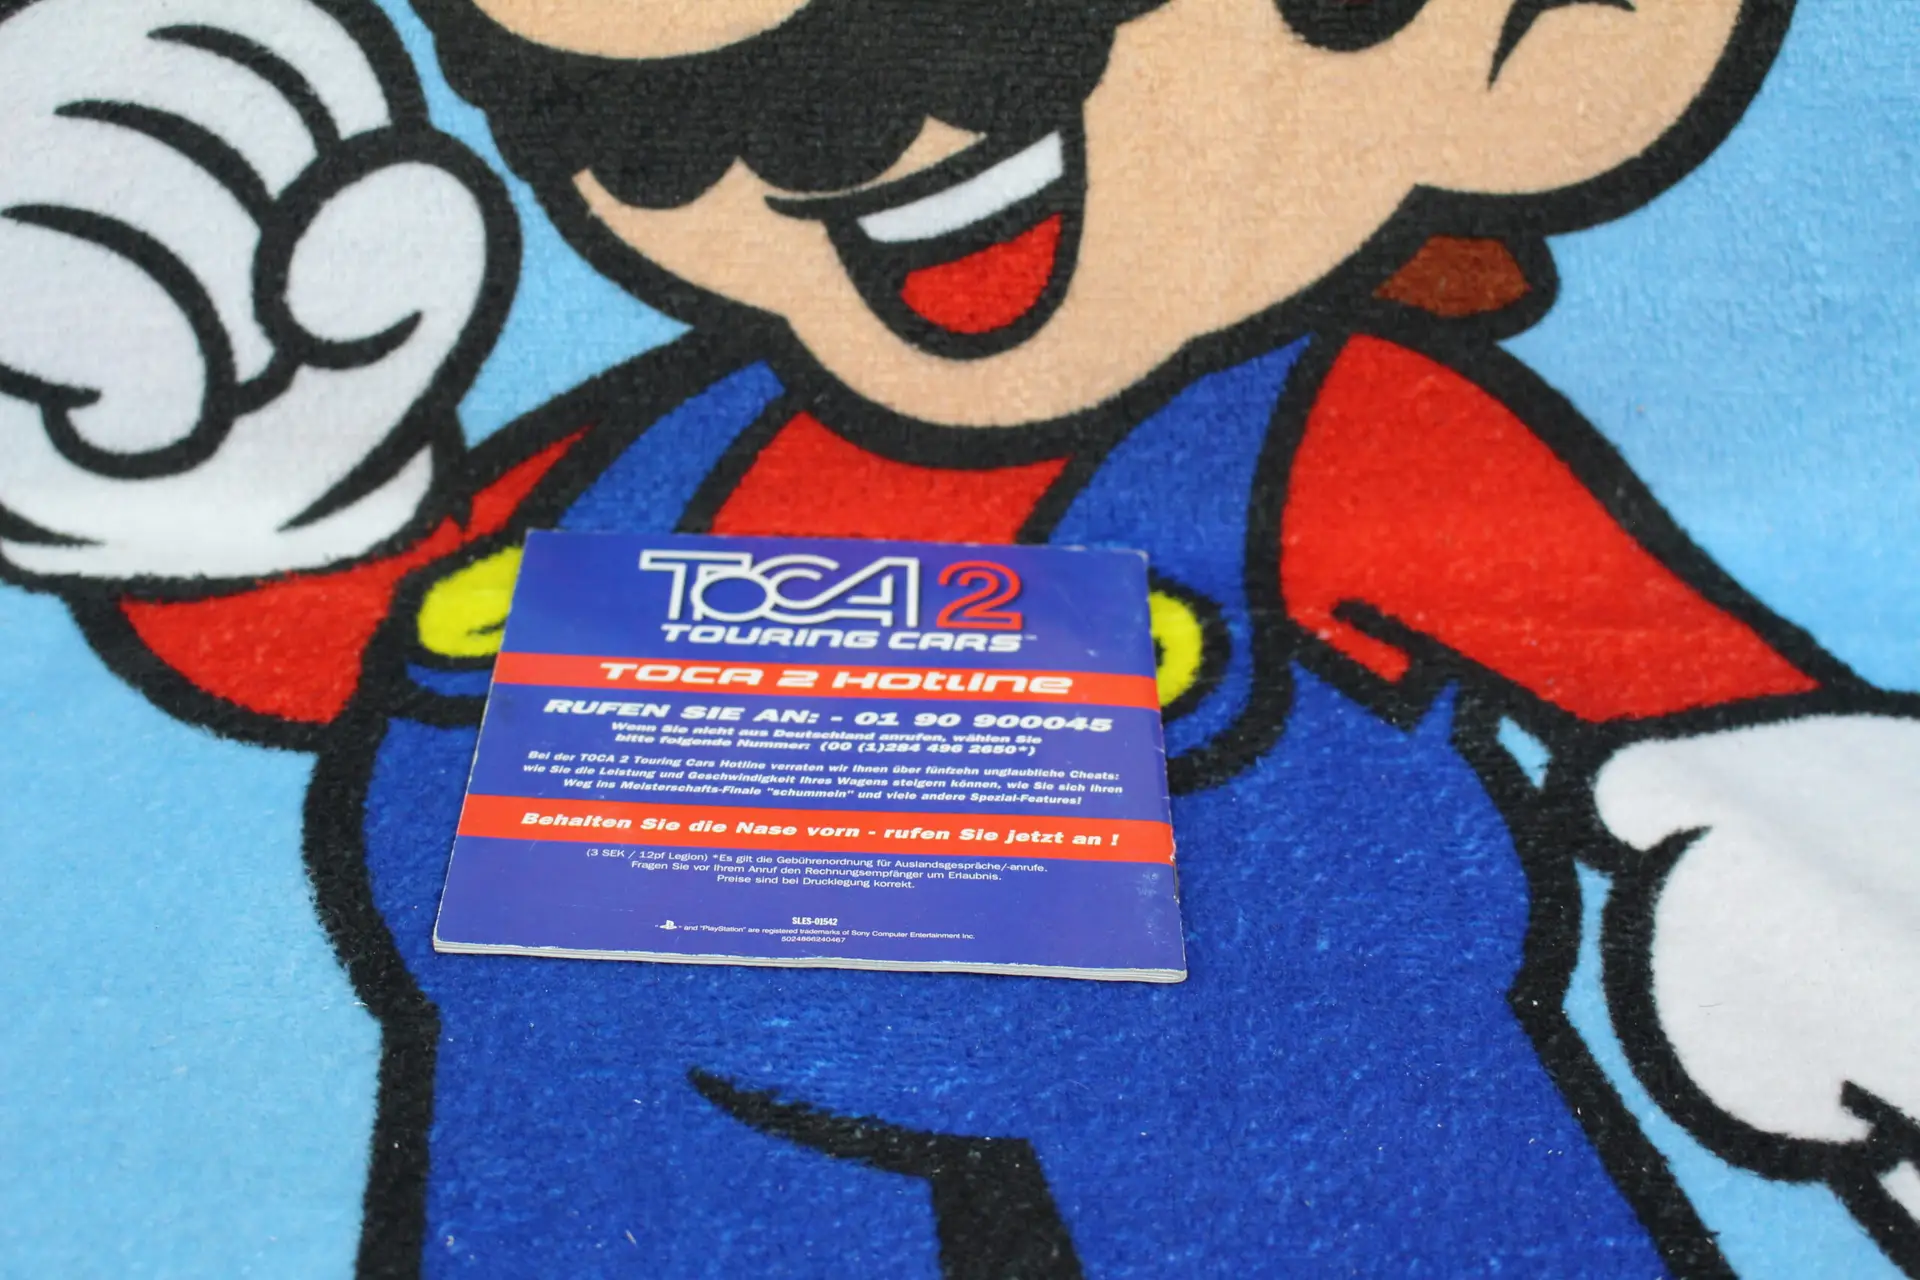 TOCA 2
TOURING CARS™
TOCA 2 HOTLINE
RUFEN SIE AN: - 01 90 900045
Wenn Sie nicht aus Deutschland anrufen, wählen Sie
bitte folgende Nummer: (00 (1)284 496 2650*)
Bei der TOCA 2 Touring Cars Hotline verraten wir Ihnen über fünfzehn unglaubliche Cheats:
wie Sie die Leistung und Geschwindigkeit Ihres Wagens steigern können, wie Sie sich Ihren
Weg ins Meisterschafts-Finale "schummeln" und viele andere Spezial-Features!
Behalten Sie die Nase vorn - rufen Sie jetzt an !
(3 SEK / 12pf Legion) *Es gilt die Gebührenordnung für Auslandsgespräche/-anrufe.
Fragen Sie vor Ihrem Anruf den Rechnungsempfänger um Erlaubnis.
Preise sind bei Drucklegung korrekt.
SLES-01542
" " and "PlayStation" are registered trademarks of Sony Computer Entertainment Inc.
5024866240467